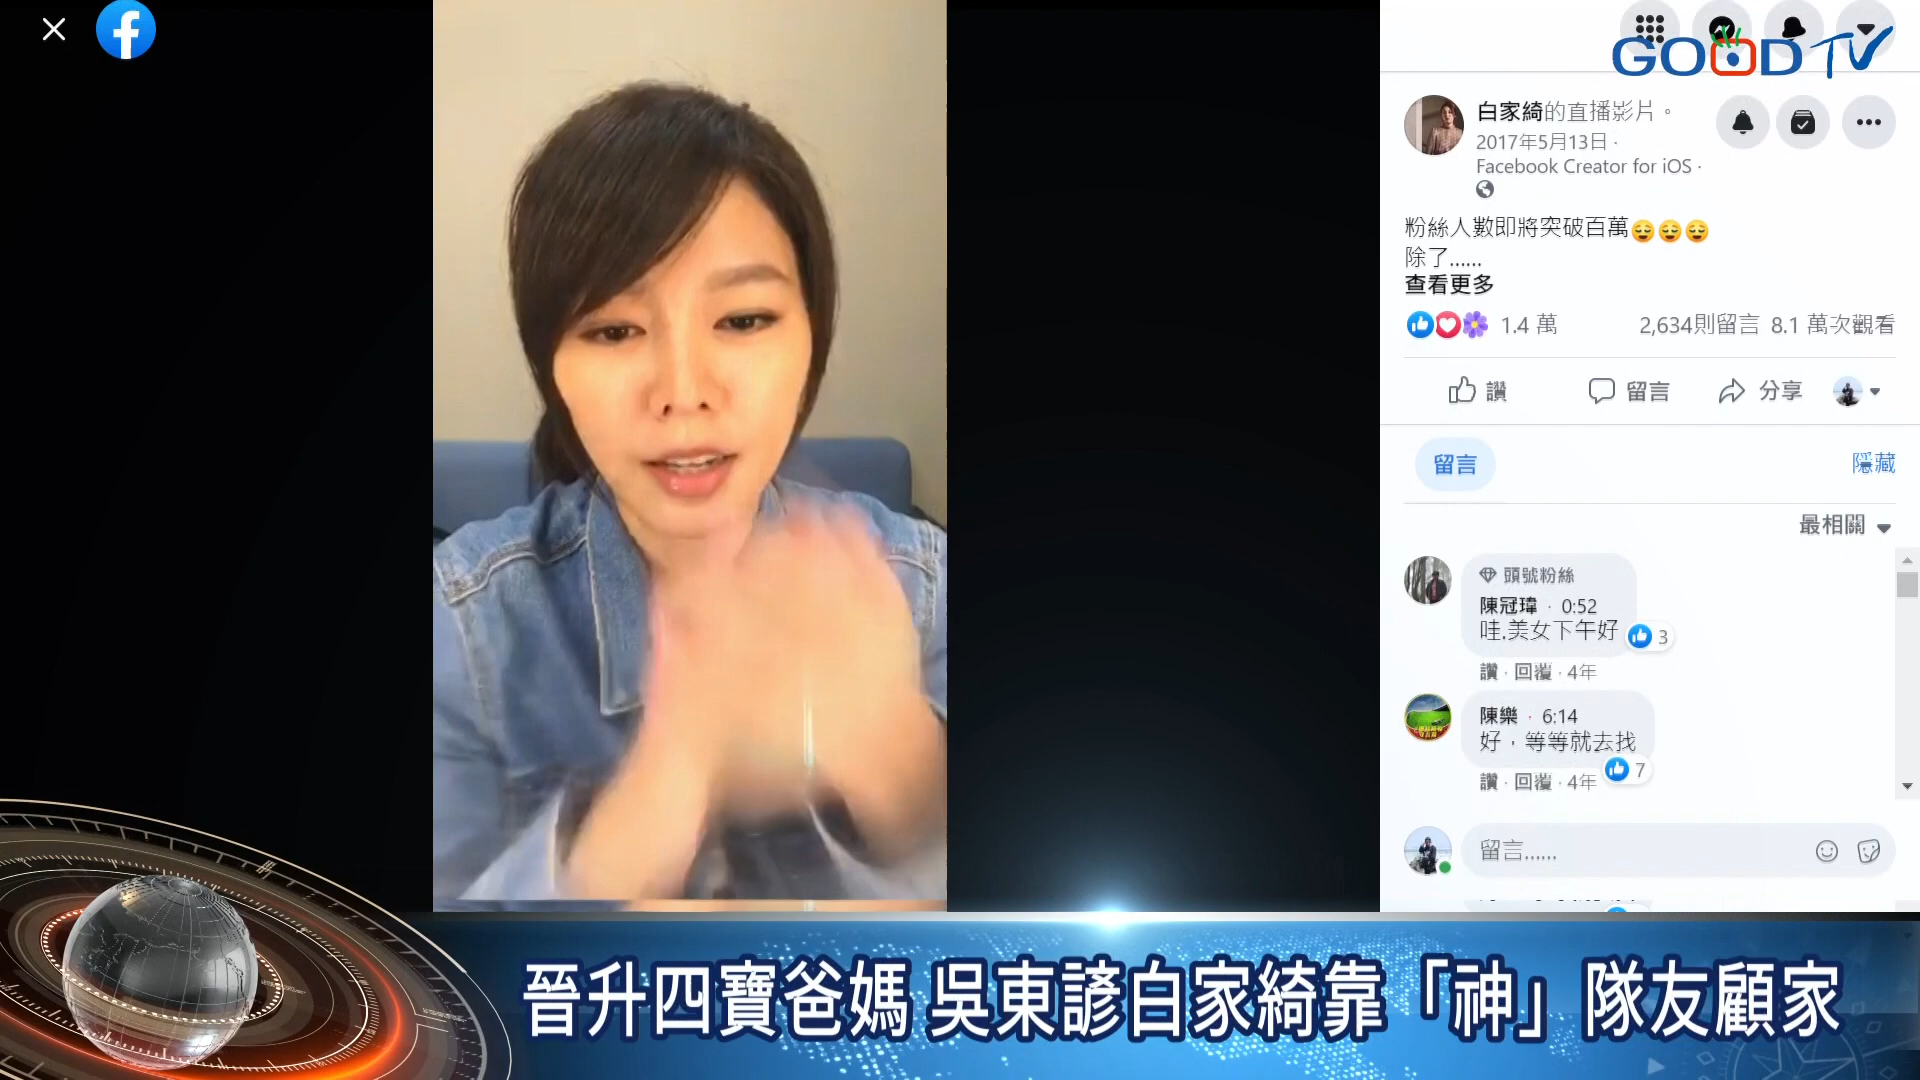 GOOD TV
白家綺的直播影片。
2017年5月13日 ·
Facebook Creator for iOS ·
粉絲人數即將突破百萬😌😌😌
除了......
查看更多
1.4 萬 2,634則留言 8.1 萬次觀看
讚 留言 分享
留言 隱藏
最相關
頭號粉絲
陳冠瑋 · 0:52
哇.美女下午好
3
讚 · 回覆 · 4年
陳樂 · 6:14
好，等等就去找
7
讚 · 回覆 · 4年
留言......
晉升四寶爸媽 吳東諺白家綺靠「神」隊友顧家